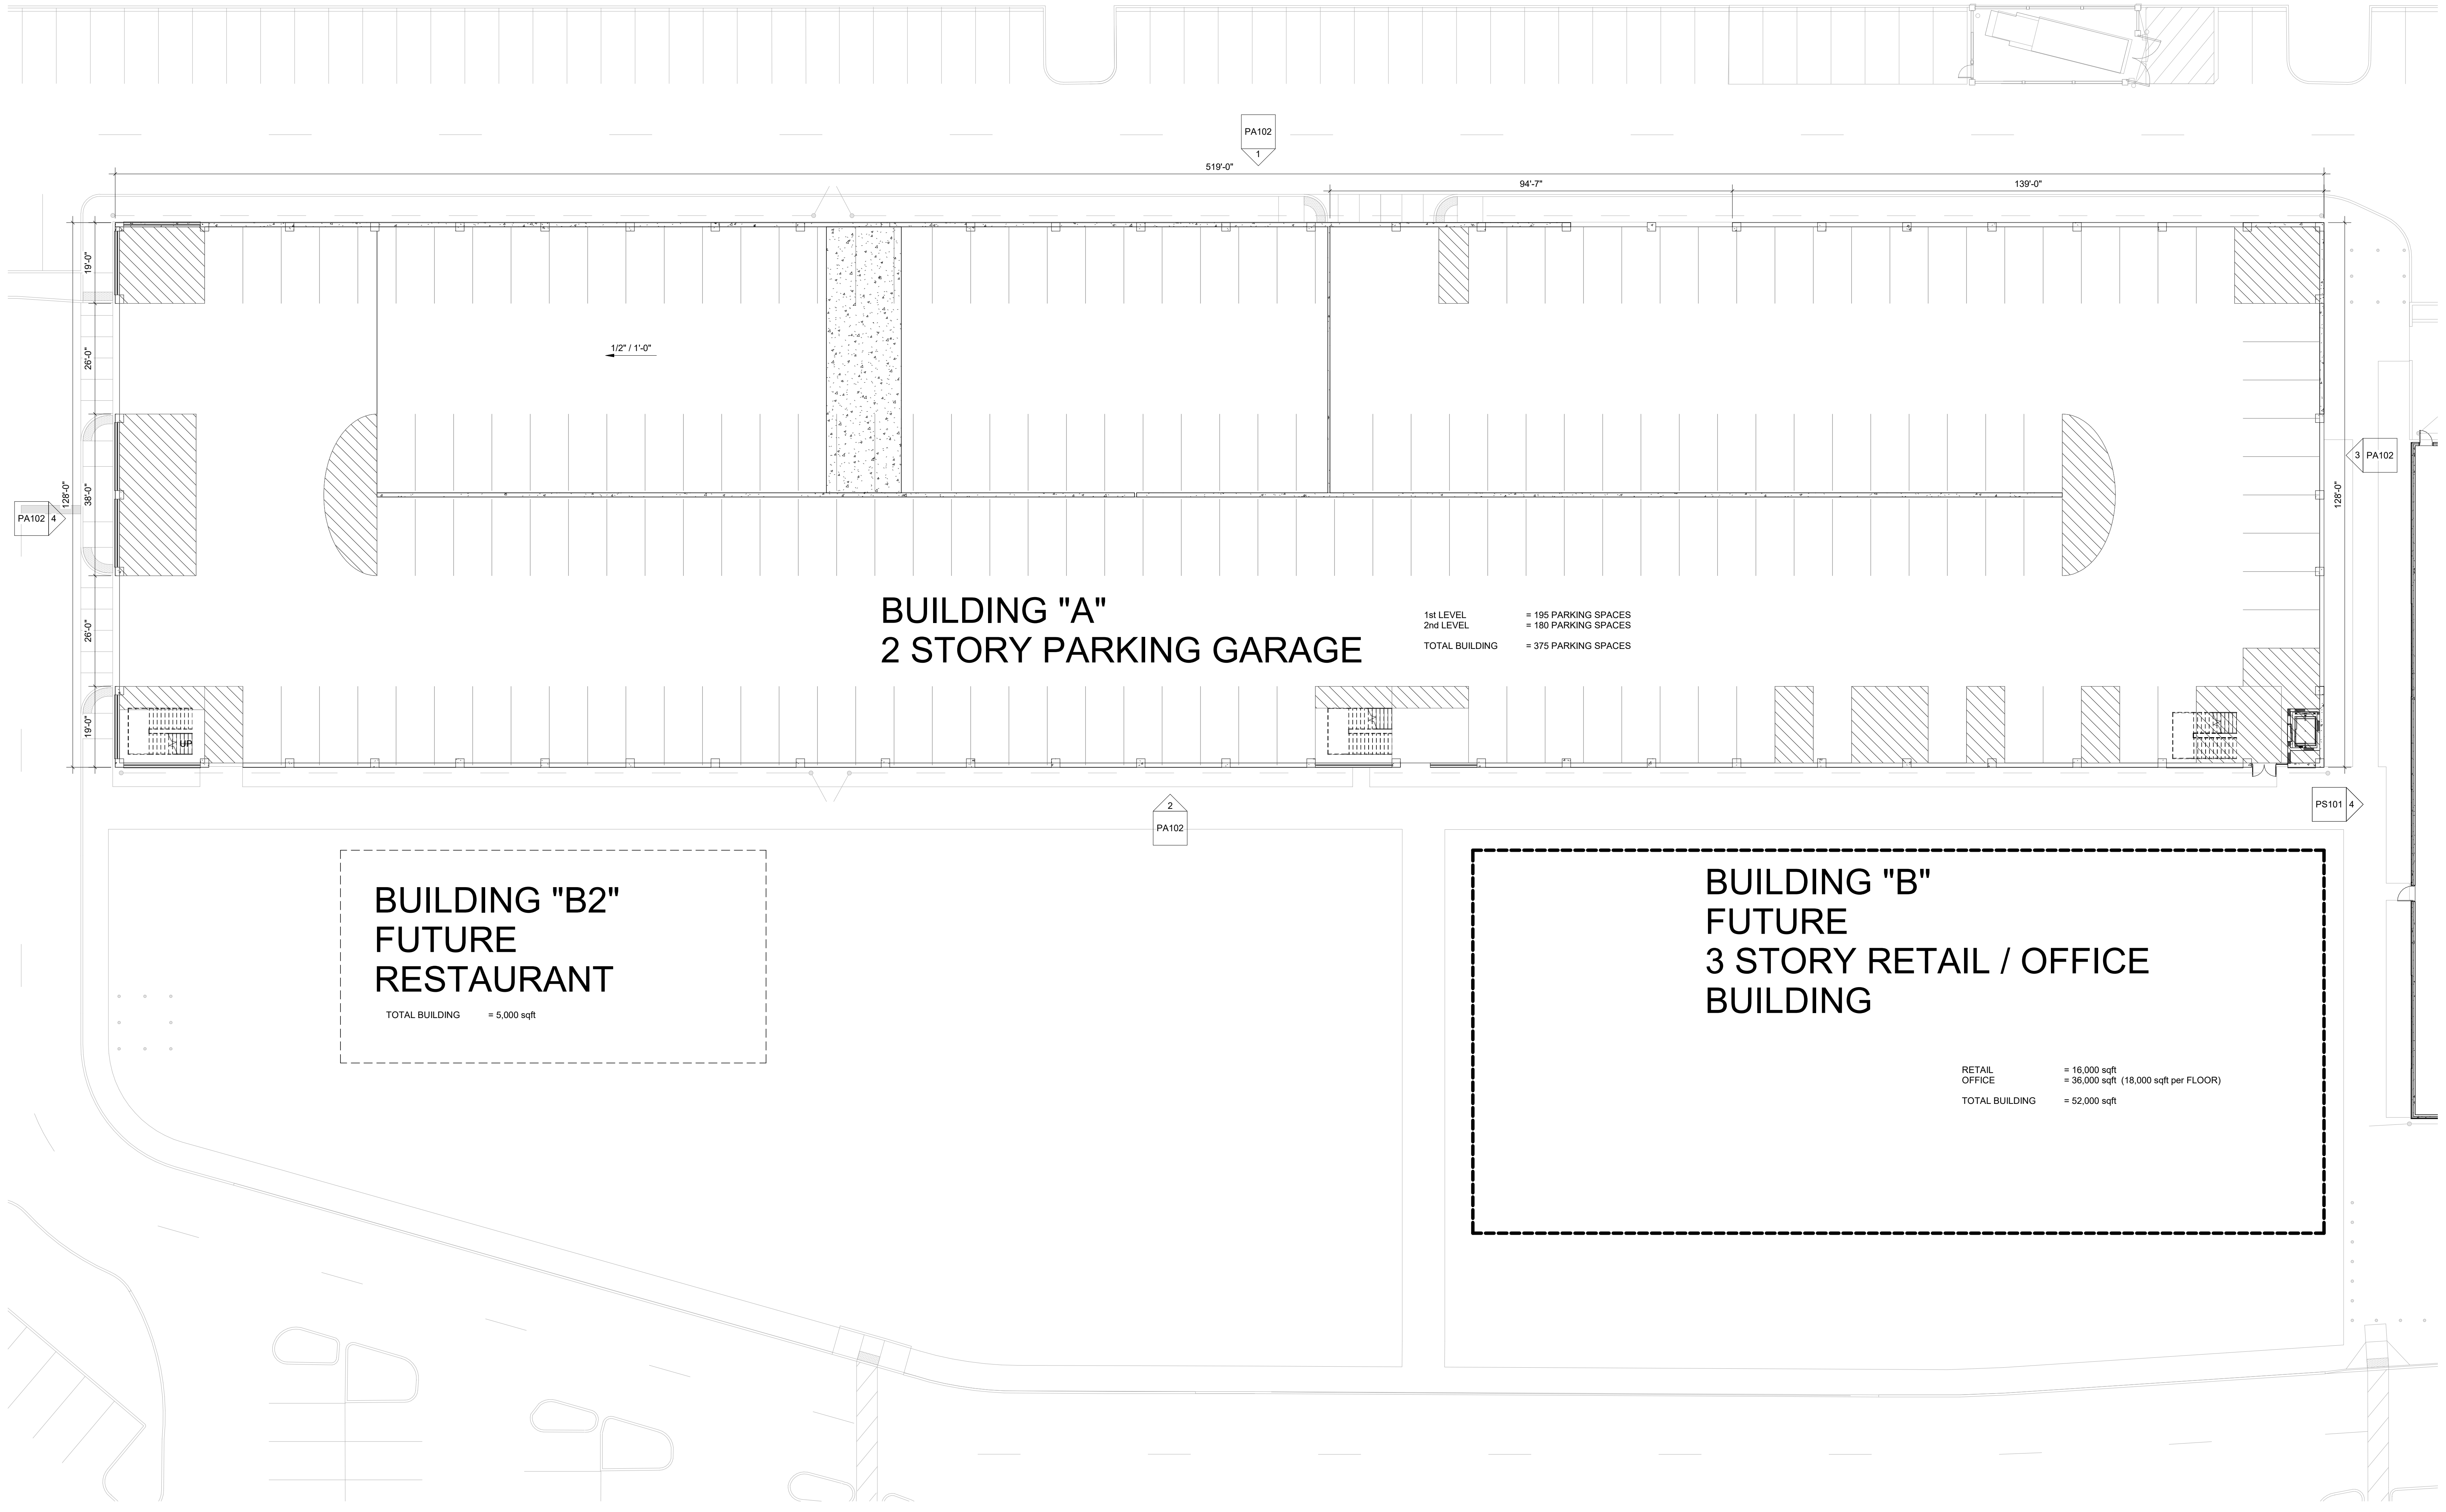 PA102
1
519'-0"
94'-7"
139'-0"
19'-0"
26'-0"
1/2" / 1'-0"
38'-0"
128'-0"
PA102 4
3 PA102
128'-0"
26'-0"
19'-0"
BUILDING "A"
2 STORY PARKING GARAGE
1st LEVEL = 195 PARKING SPACES
2nd LEVEL = 180 PARKING SPACES
TOTAL BUILDING = 375 PARKING SPACES
UP
2
PA102
PS101 4
BUILDING "B2"
FUTURE
RESTAURANT
TOTAL BUILDING = 5,000 sqft
BUILDING "B"
FUTURE
3 STORY RETAIL / OFFICE
BUILDING
RETAIL = 16,000 sqft
OFFICE = 36,000 sqft (18,000 sqft per FLOOR)
TOTAL BUILDING = 52,000 sqft